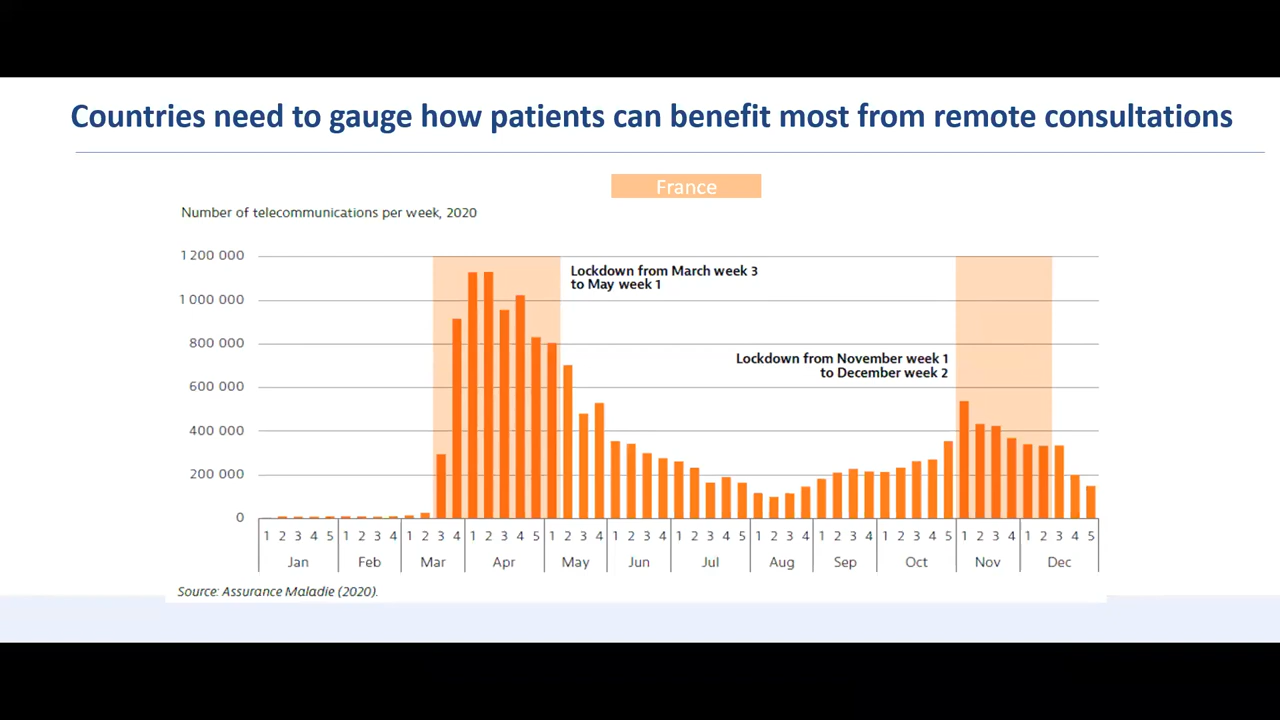 Countries need to gauge how patients can benefit most from remote consultations
France
Number of telecommunications per week, 2020
1 200 000
1 000 000
800 000
600 000
400 000
200 000
0
Lockdown from March week 3
to May week 1
Lockdown from November week 1
to December week 2
1 2 3 4 5 1 2 3 4 1 2 3 4 1 2 3 4 5 1 2 3 4 1 2 3 4 1 2 3 4 5 1 2 3 4 1 2 3 4 1 2 3 4 5 1 2 3 4 1 2 3 4 5
Jan Feb Mar Apr May Jun Jul Aug Sep Oct Nov Dec
Source: Assurance Maladie (2020).